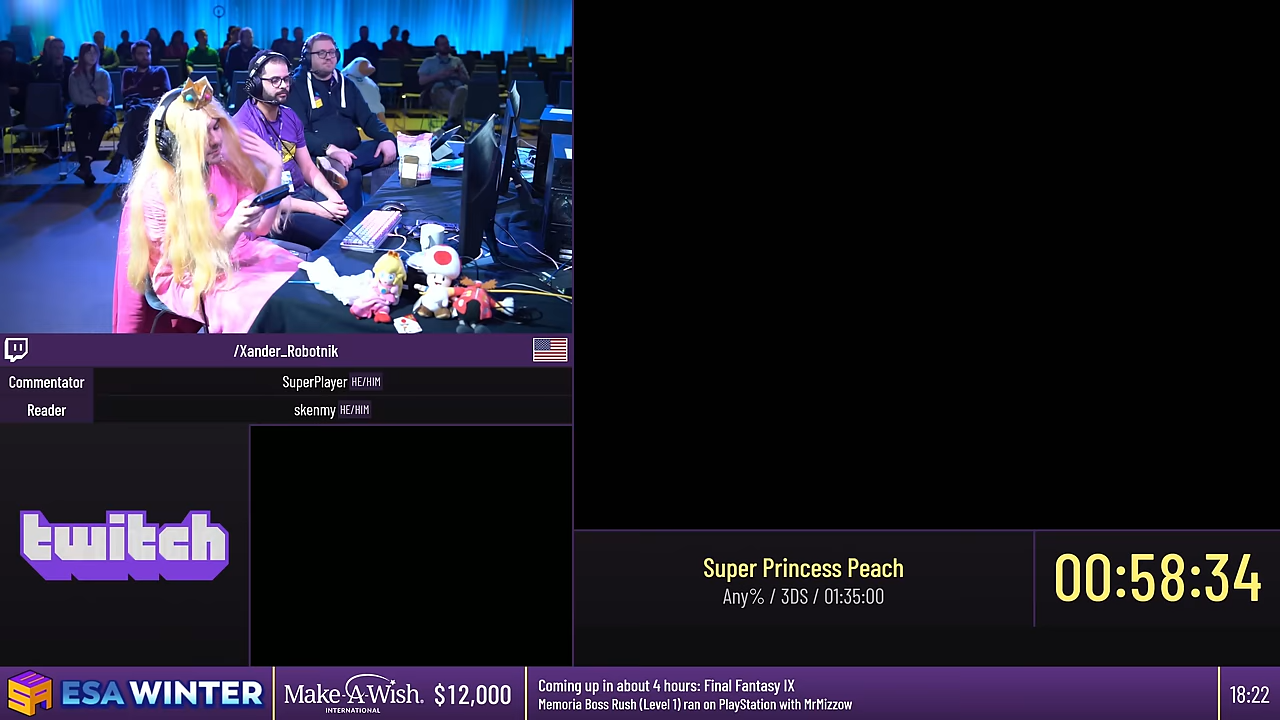 /Xander_Robotnik
Commentator
SuperPlayer HE/HIM
Reader
skenmy HE/HIM
twitch
Super Princess Peach
Any% / 3DS / 01:35:00
00:58:34
ESA WINTER
Make-A-Wish.
INTERNATIONAL
$12,000
Coming up in about 4 hours: Final Fantasy IX
Memoria Boss Rush (Level 1) ran on PlayStation with MrMizzow
18:22